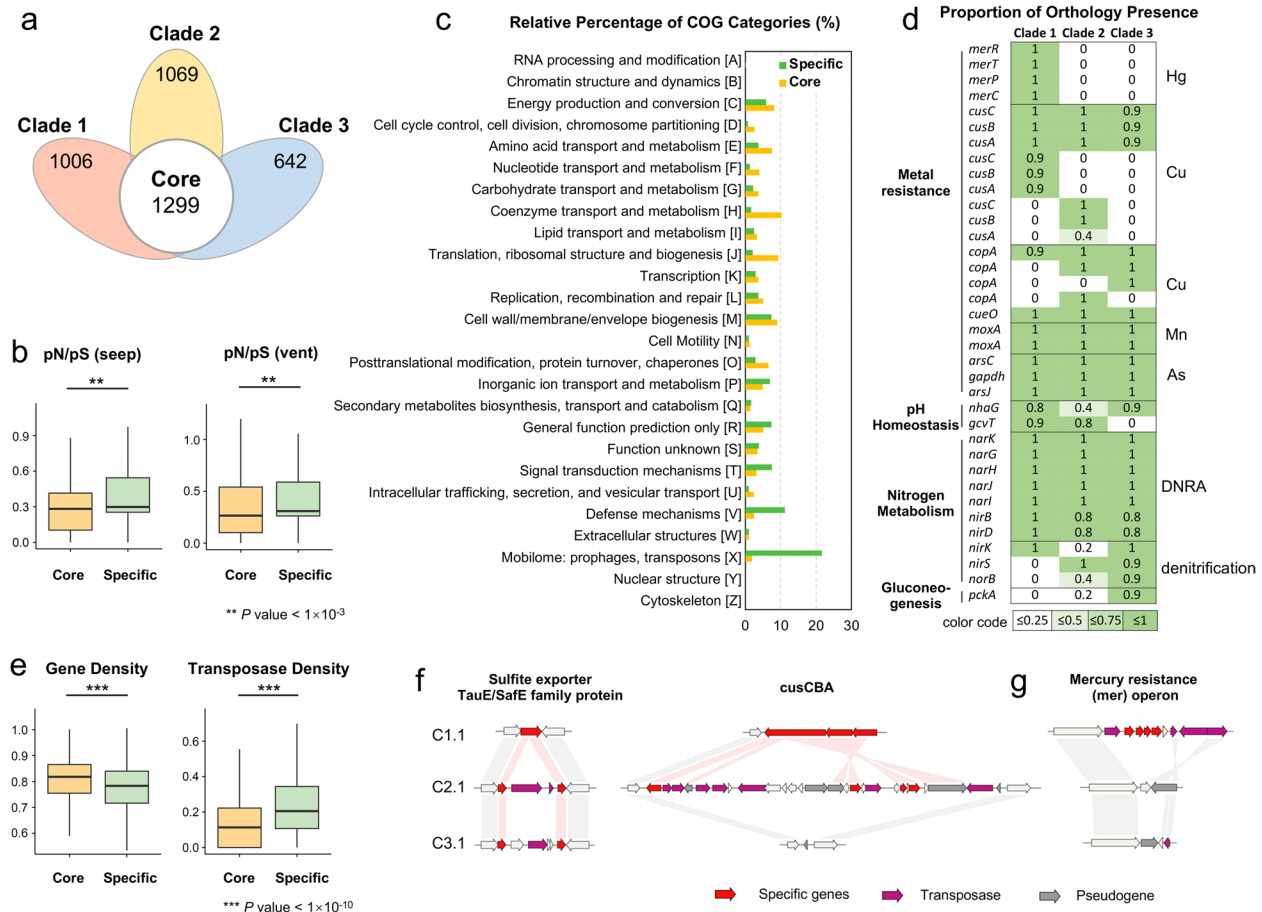 a
Clade 2
1069
Clade 1
1006
Clade 3
642
Core
1299
b
pN/pS (seep)
**
0.9
0.6
0.3
0.0
Core Specific
pN/pS (vent)
**
1.0
0.5
0.0
Core Specific
** P value < 1×10-3
c
Relative Percentage of COG Categories (%)
Specific
Core
RNA processing and modification [A]
Chromatin structure and dynamics [B]
Energy production and conversion [C]
Cell cycle control, cell division, chromosome partitioning [D]
Amino acid transport and metabolism [E]
Nucleotide transport and metabolism [F]
Carbohydrate transport and metabolism [G]
Coenzyme transport and metabolism [H]
Lipid transport and metabolism [I]
Translation, ribosomal structure and biogenesis [J]
Transcription [K]
Replication, recombination and repair [L]
Cell wall/membrane/envelope biogenesis [M]
Cell Motility [N]
Posttranslational modification, protein turnover, chaperones [O]
Inorganic ion transport and metabolism [P]
Secondary metabolites biosynthesis, transport and catabolism [Q]
General function prediction only [R]
Function unknown [S]
Signal transduction mechanisms [T]
Intracellular trafficking, secretion, and vesicular transport [U]
Defense mechanisms [V]
Extracellular structures [W]
Mobilome: prophages, transposons [X]
Nuclear structure [Y]
Cytoskeleton [Z]
0 10 20 30
d
Proportion of Orthology Presence
Clade 1 Clade 2 Clade 3
Metal
resistance
merR 1 0 0
merT 1 0 0
merP 1 0 0
merC 1 0 0
Hg
cusC 1 1 0.9
cusB 1 1 0.9
cusA 1 1 0.9
cusC 0.9 0 0
cusB 0.9 0 0
cusA 0.9 0 0
cusC 0 1 0
cusB 0 1 0
cusA 0 0.4 0
Cu
copA 0.9 1 1
copA 0 1 1
copA 0 0 1
copA 0 1 0
cueO 1 1 1
Cu
moxA 1 1 1
moxA 1 1 1
Mn
arsC 1 1 1
gapdh 1 1 1
arsJ 1 1 1
As
pH
Homeostasis
nhaG 0.8 0.4 0.9
gcvT 0.9 0.8 0
Nitrogen
Metabolism
narK 1 1 1
narG 1 1 1
narH 1 1 1
narJ 1 1 1
narI 1 1 1
nirB 1 0.8 0.8
nirD 1 0.8 0.8
DNRA
nirK 1 0.2 1
nirS 0 1 0.9
norB 0 0.4 0.9
denitrification
Gluconeo-
genesis
pckA 0 0.2 0.9
color code ≤0.25 ≤0.5 ≤0.75 ≤1
e
Gene Density
***
1.0
0.9
0.8
0.7
0.6
Core Specific
Transposase Density
***
0.6
0.4
0.2
0.0
Core Specific
*** P value < 1×10-10
f
Sulfite exporter
TauE/SafE family protein
cusCBA
C1.1
C2.1
C3.1
g
Mercury resistance
(mer) operon
Specific genes
Transposase
Pseudogene